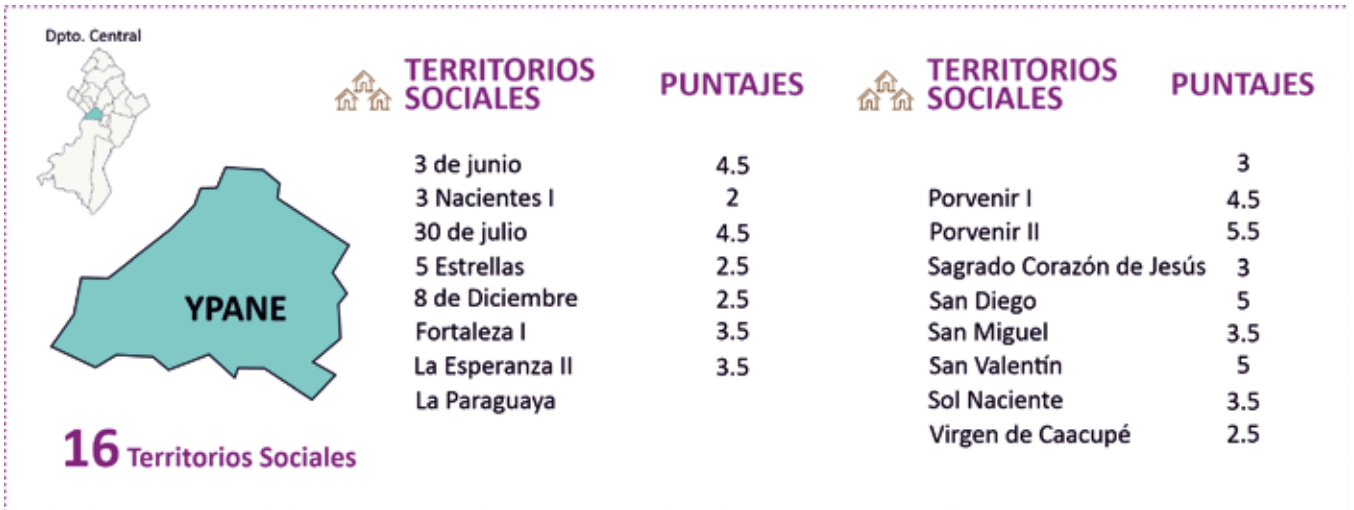 Dpto. Central
YPANE
16 Territorios Sociales
TERRITORIOS SOCIALES PUNTAJES
3 de junio 4.5
3 Nacientes I 2
30 de julio 4.5
5 Estrellas 2.5
8 de Diciembre 2.5
Fortaleza I 3.5
La Esperanza II 3.5
La Paraguaya
TERRITORIOS SOCIALES PUNTAJES
3
Porvenir I 4.5
Porvenir II 5.5
Sagrado Corazón de Jesús 3
San Diego 5
San Miguel 3.5
San Valentín 5
Sol Naciente 3.5
Virgen de Caacupé 2.5